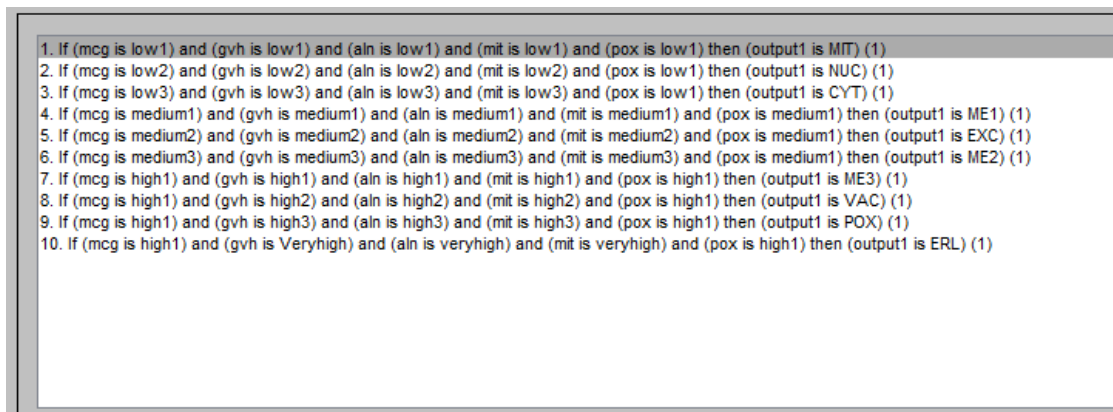 1. If (mcg is low1) and (gvh is low1) and (aln is low1) and (mit is low1) and (pox is low1) then (output1 is MIT) (1)
2. If (mcg is low2) and (gvh is low2) and (aln is low2) and (mit is low2) and (pox is low1) then (output1 is NUC) (1)
3. If (mcg is low3) and (gvh is low3) and (aln is low3) and (mit is low3) and (pox is low1) then (output1 is CYT) (1)
4. If (mcg is medium1) and (gvh is medium1) and (aln is medium1) and (mit is medium1) and (pox is medium1) then (output1 is ME1) (1)
5. If (mcg is medium2) and (gvh is medium2) and (aln is medium2) and (mit is medium2) and (pox is medium1) then (output1 is EXC) (1)
6. If (mcg is medium3) and (gvh is medium3) and (aln is medium3) and (mit is medium3) and (pox is medium1) then (output1 is ME2) (1)
7. If (mcg is high1) and (gvh is high1) and (aln is high1) and (mit is high1) and (pox is high1) then (output1 is ME3) (1)
8. If (mcg is high1) and (gvh is high2) and (aln is high2) and (mit is high2) and (pox is high1) then (output1 is VAC) (1)
9. If (mcg is high1) and (gvh is high3) and (aln is high3) and (mit is high3) and (pox is high1) then (output1 is POX) (1)
10. If (mcg is high1) and (gvh is Veryhigh) and (aln is veryhigh) and (mit is veryhigh) and (pox is high1) then (output1 is ERL) (1)